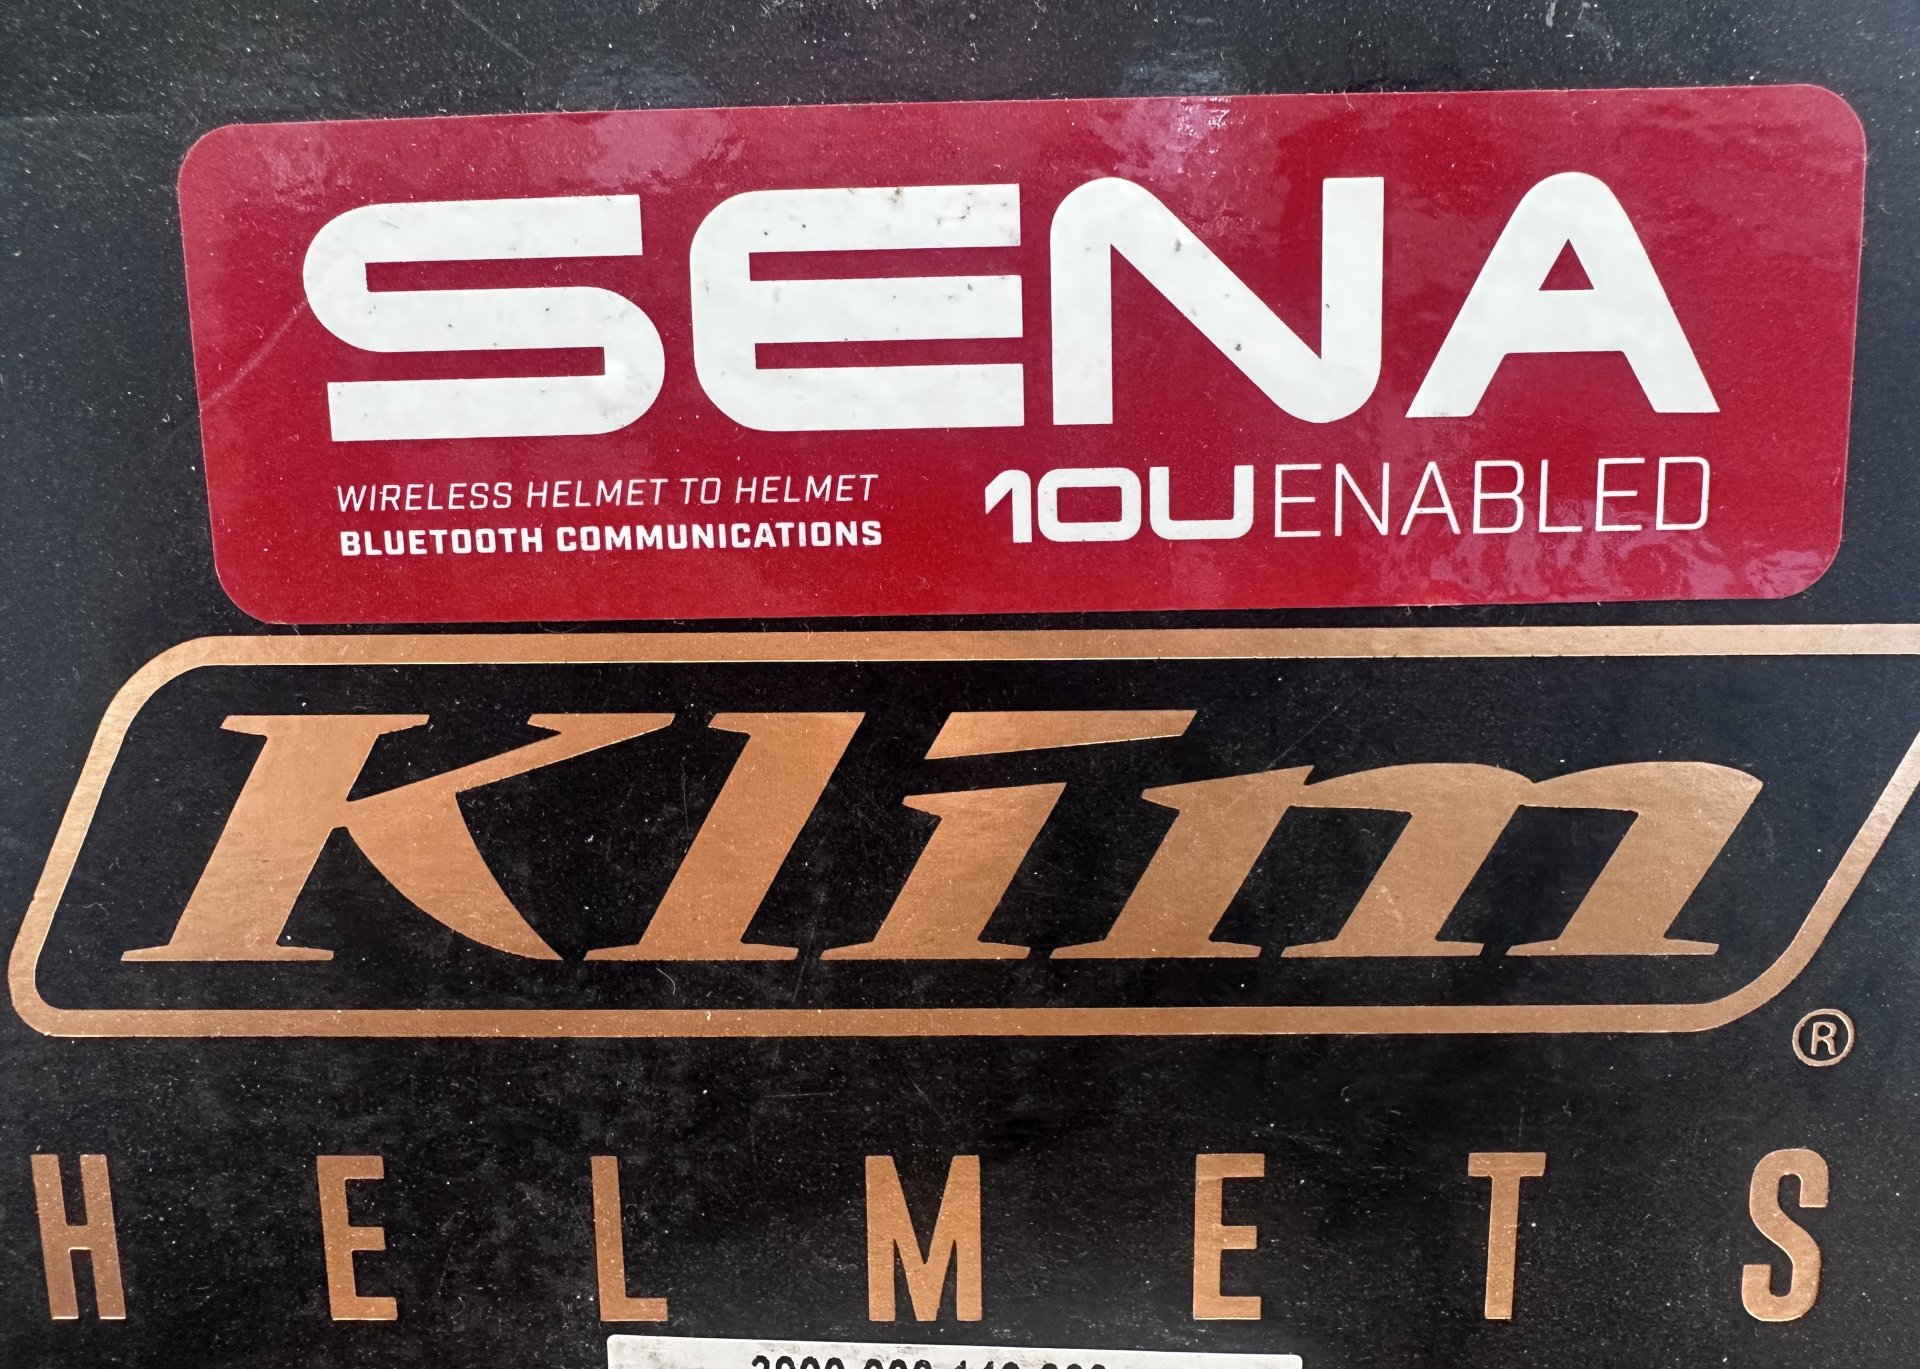 SENA
WIRELESS HELMET TO HELMET
BLUETOOTH COMMUNICATIONS
10U ENABLED
Klim
®
HELMETS